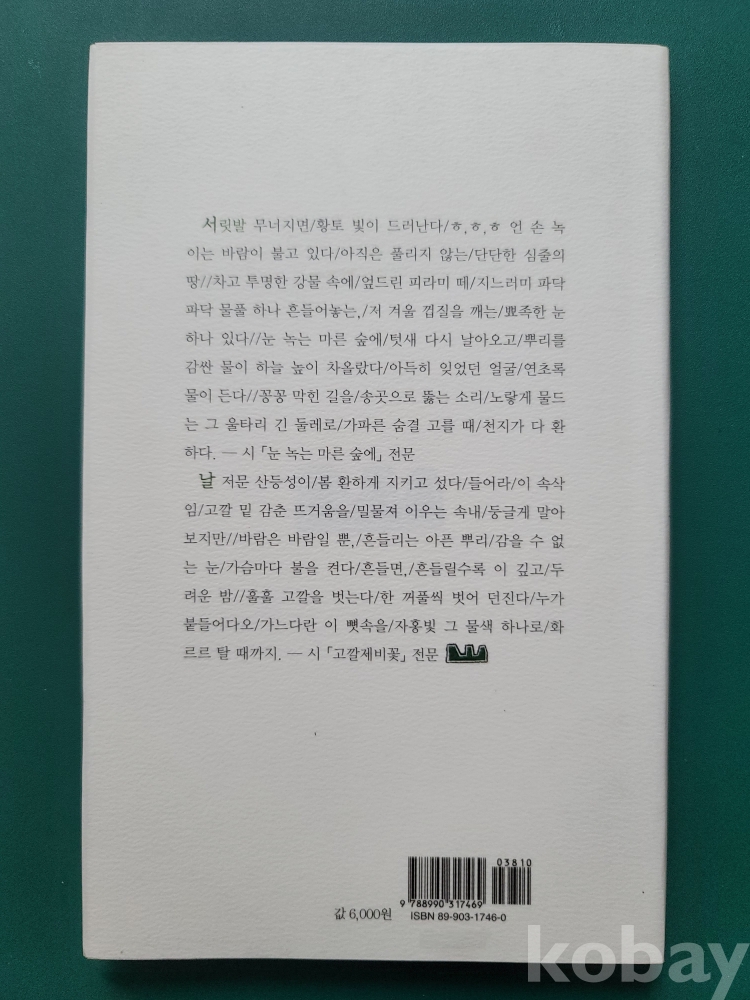 서릿발 무너지면/황토 빛이 드러난다/ㅎ,ㅎ,ㅎ 언 손 녹
이는 바람이 불고 있다/아직은 풀리지 않는/단단한 심줄의
땅//차고 투명한 강물 속에/엎드린 피라미 떼/지느러미 파닥
파닥 물풀 하나 흔들어놓는,/저 겨울 껍질을 깨는/뾰족한 눈
하나 있다//눈 녹는 마른 숲에/텃새 다시 날아오고/뿌리를
감싼 물이 하늘 높이 차올랐다/아득히 잊었던 얼굴/연초록
물이 든다//꽁꽁 막힌 길을/송곳으로 뚫는 소리/노랗게 물드
는 그 울타리 긴 둘레로/가파른 숨결 고를 때/천지가 다 환
하다. ─ 시 「눈 녹는 마른 숲에」 전문
날 저문 산등성이/봄 환하게 지키고 섰다/들어라/이 속삭
임/고깔 밑 감춘 뜨거움을/밀물져 이우는 속내/둥글게 말아
보지만//바람은 바람일 뿐,/흔들리는 아픈 뿌리/감을 수 없
는 눈/가슴마다 불을 켠다/흔들면,/흔들릴수록 이 깊고/두
려운 밤//훌훌 고깔을 벗는다/한 꺼풀씩 벗어 던진다/누가
붙들어다오/가느다란 이 뼛속을/자홍빛 그 물색 하나로/화
르르 탈 때까지. ─ 시 「고깔제비꽃」 전문
03810
9 788990 317469
값 6,000원 ISBN 89-903-1746-0
kobay